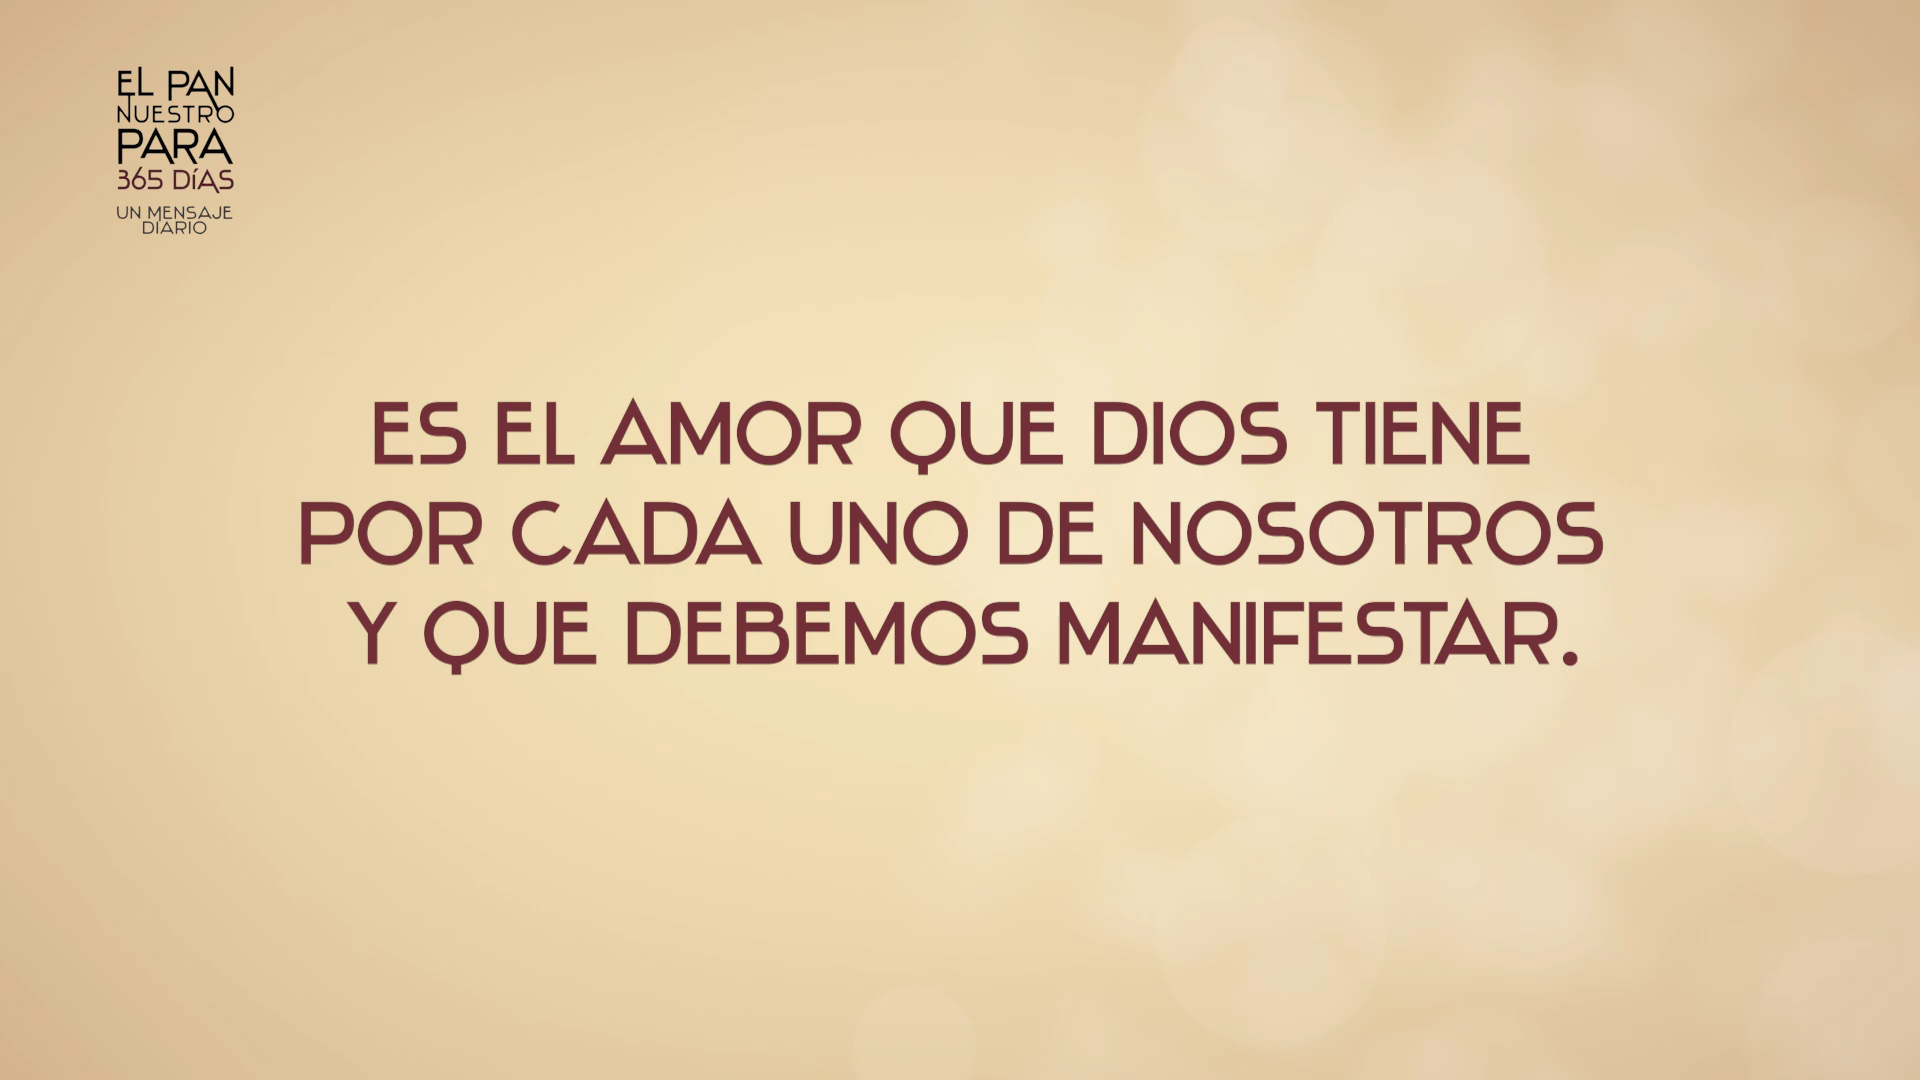 EL PAN
NUESTRO
PARA
365 DÍAS
UN MENSAJE
DIARIO
ES EL AMOR QUE DIOS TIENE
POR CADA UNO DE NOSOTROS
Y QUE DEBEMOS MANIFESTAR.